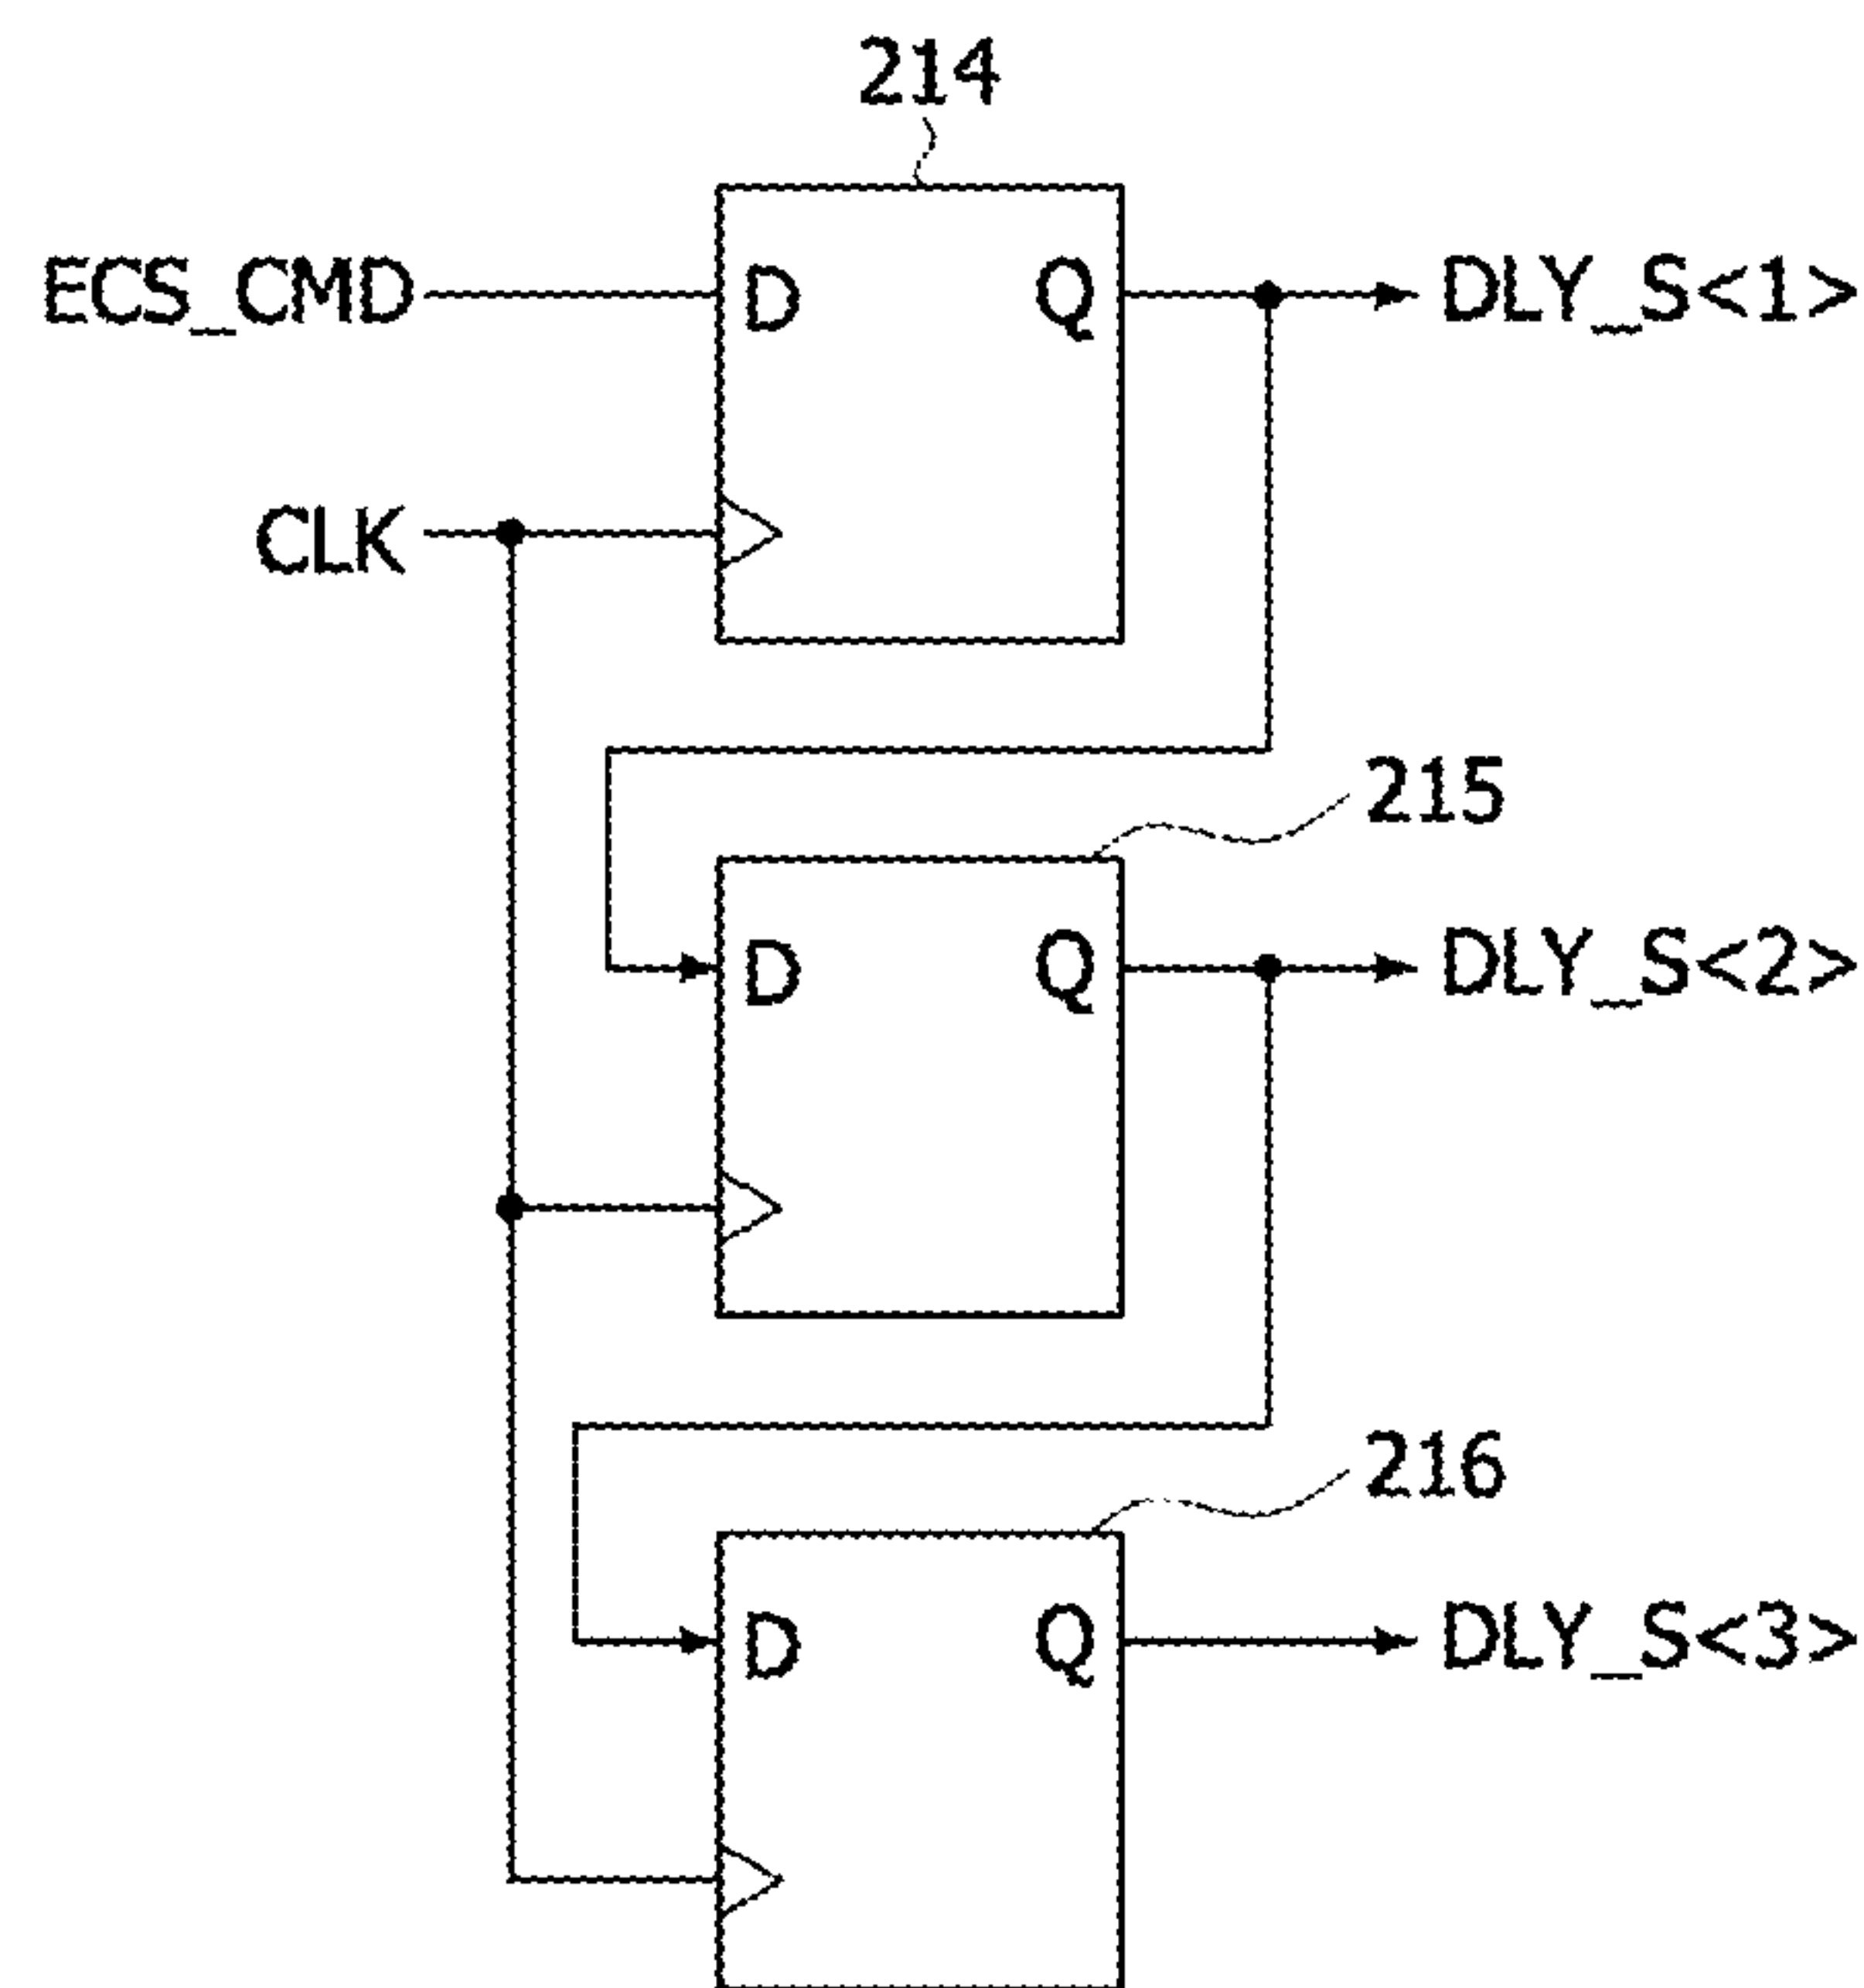 214
ECS_CMD D Q DLY_S<1>
CLK
215
D Q DLY_S<2>
216
D Q DLY_S<3>